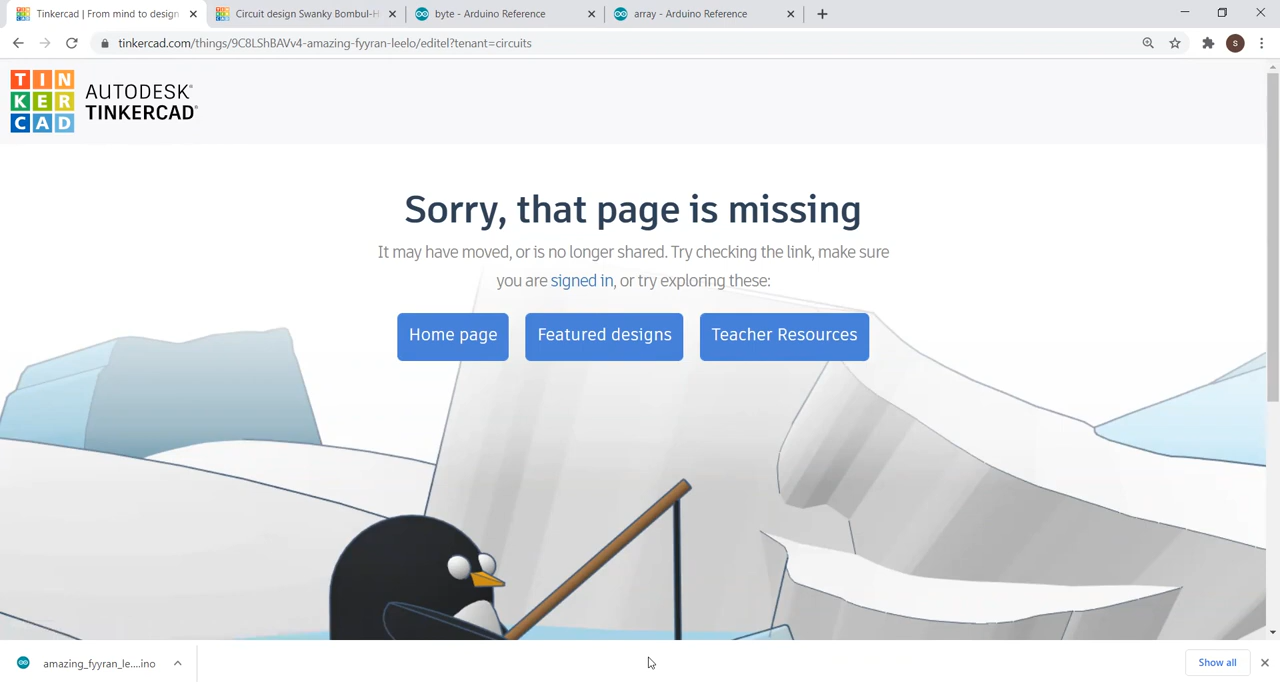 Tinkercad | From mind to design
Circuit design Swanky Bombul-H
byte - Arduino Reference
array - Arduino Reference
tinkercad.com/things/9C8LShBAVv4-amazing-fyyran-leelo/editel?tenant=circuits
S
TIN
KER
CAD
AUTODESK®
TINKERCAD®
Sorry, that page is missing
It may have moved, or is no longer shared. Try checking the link, make sure
you are signed in, or try exploring these:
Home page
Featured designs
Teacher Resources
amazing_fyyran_le....ino
Show all